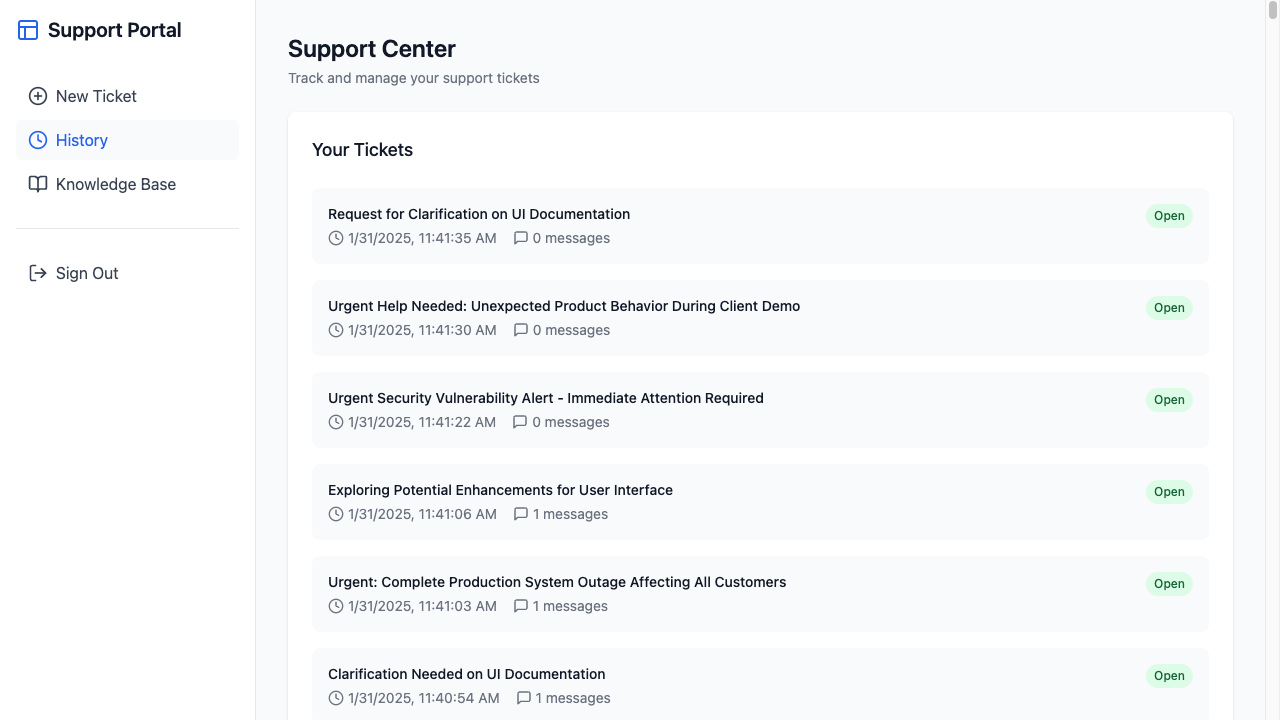 Support Portal
New Ticket
History
Knowledge Base
Sign Out
Support Center
Track and manage your support tickets
Your Tickets
Request for Clarification on UI Documentation
Open
1/31/2025, 11:41:35 AM 0 messages
Urgent Help Needed: Unexpected Product Behavior During Client Demo
Open
1/31/2025, 11:41:30 AM 0 messages
Urgent Security Vulnerability Alert - Immediate Attention Required
Open
1/31/2025, 11:41:22 AM 0 messages
Exploring Potential Enhancements for User Interface
Open
1/31/2025, 11:41:06 AM 1 messages
Urgent: Complete Production System Outage Affecting All Customers
Open
1/31/2025, 11:41:03 AM 1 messages
Clarification Needed on UI Documentation
Open
1/31/2025, 11:40:54 AM 1 messages